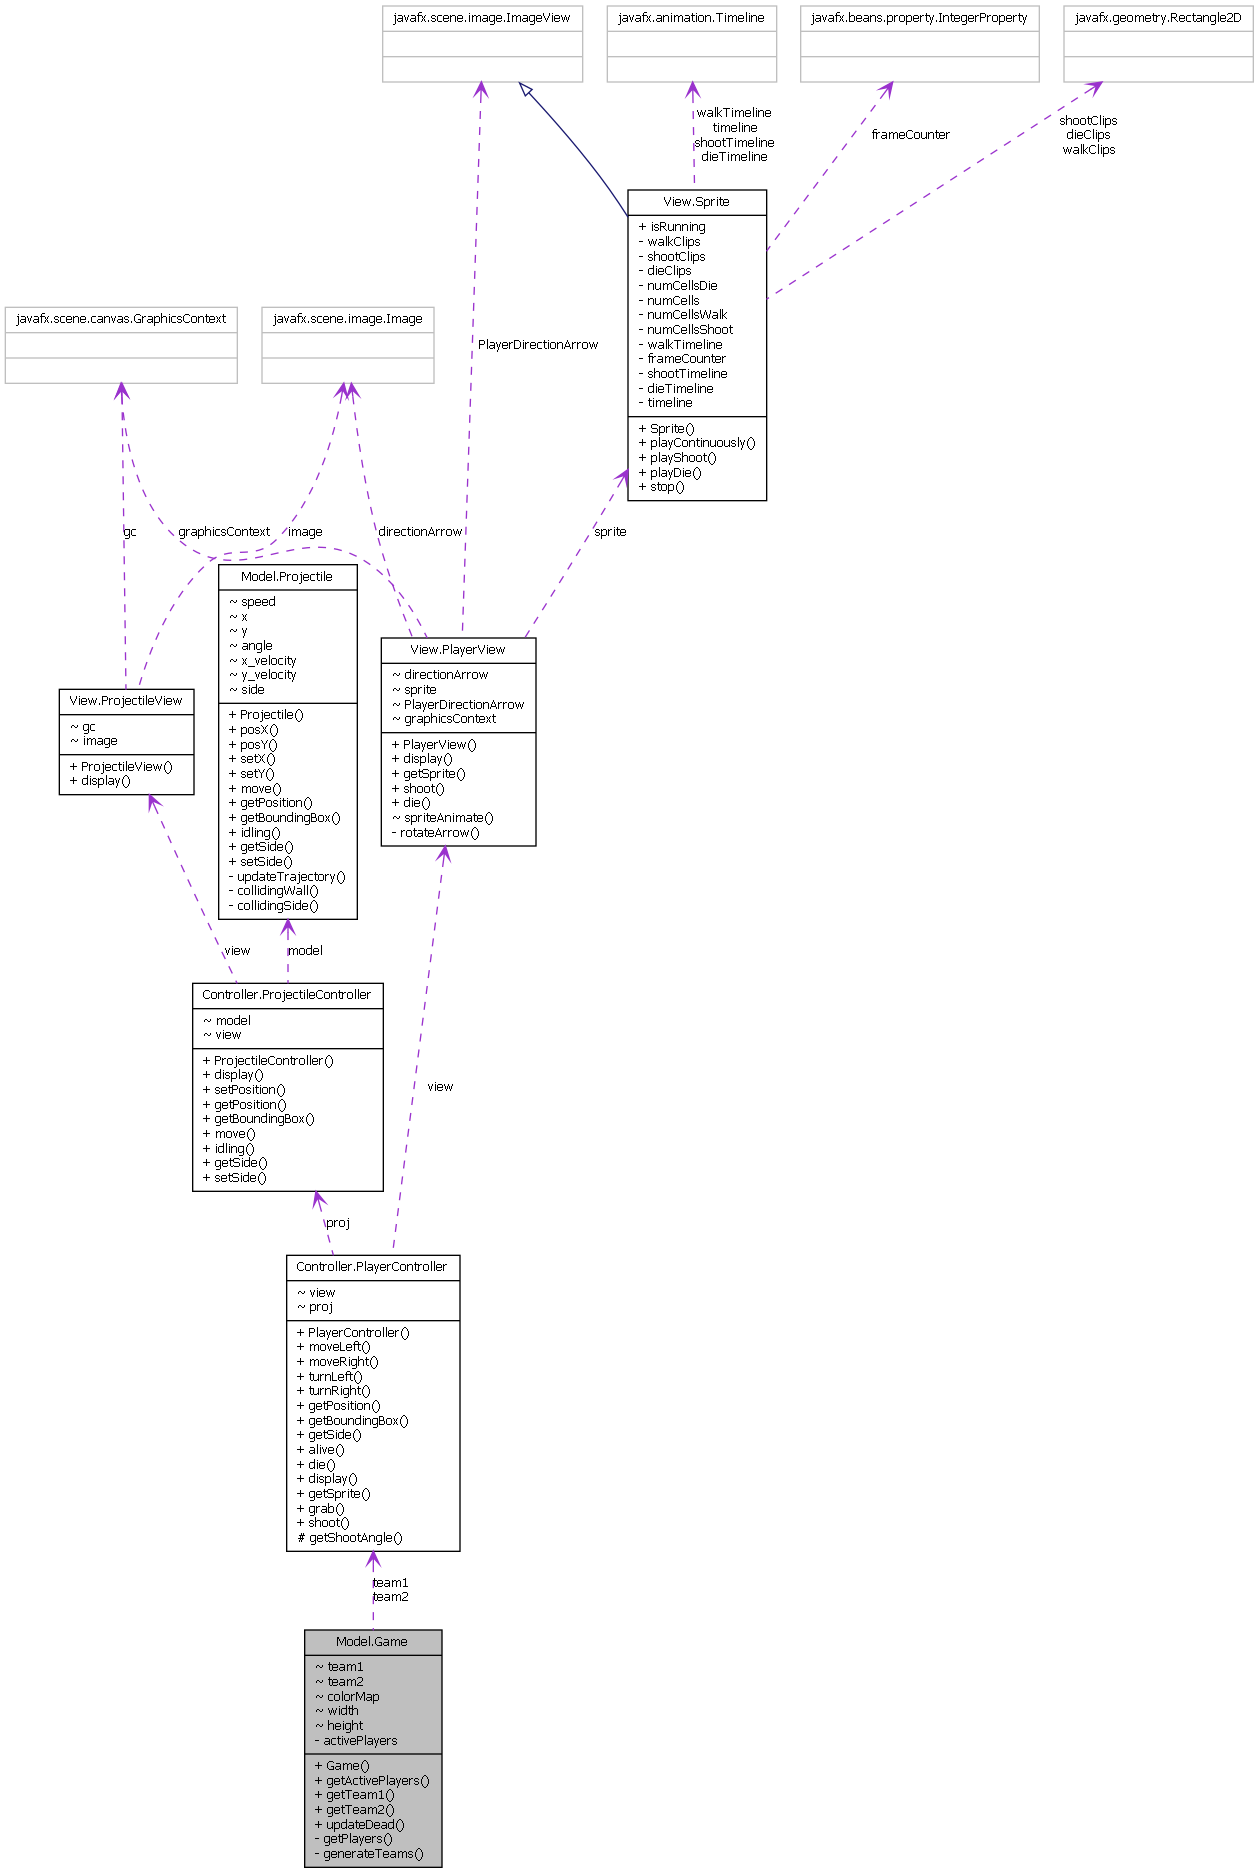 javafx.scene.image.ImageView
javafx.animation.Timeline
javafx.beans.property.IntegerProperty
javafx.geometry.Rectangle2D
walkTimeline
timeline
shootTimeline
dieTimeline
frameCounter
shootClips
dieClips
walkClips
View.Sprite
+ isRunning
- walkClips
- shootClips
- dieClips
- numCellsDie
- numCells
- numCellsWalk
- numCellsShoot
- walkTimeline
- frameCounter
- shootTimeline
- dieTimeline
- timeline
+ Sprite()
+ playContinuously()
+ playShoot()
+ playDie()
+ stop()
javafx.scene.canvas.GraphicsContext
javafx.scene.image.Image
PlayerDirectionArrow
gc
graphicsContext
image
directionArrow
sprite
Model.Projectile
~ speed
~ x
~ y
~ angle
~ x_velocity
~ y_velocity
~ side
+ Projectile()
+ posX()
+ posY()
+ setX()
+ setY()
+ move()
+ getPosition()
+ getBoundingBox()
+ idling()
+ getSide()
+ setSide()
- updateTrajectory()
- collidingWall()
- collidingSide()
View.PlayerView
~ directionArrow
~ sprite
~ PlayerDirectionArrow
~ graphicsContext
+ PlayerView()
+ display()
+ getSprite()
+ shoot()
+ die()
~ spriteAnimate()
- rotateArrow()
View.ProjectileView
~ gc
~ image
+ ProjectileView()
+ display()
view
model
Controller.ProjectileController
~ model
~ view
+ ProjectileController()
+ display()
+ setPosition()
+ getPosition()
+ getBoundingBox()
+ move()
+ idling()
+ getSide()
+ setSide()
view
proj
Controller.PlayerController
~ view
~ proj
+ PlayerController()
+ moveLeft()
+ moveRight()
+ turnLeft()
+ turnRight()
+ getPosition()
+ getBoundingBox()
+ getSide()
+ alive()
+ die()
+ display()
+ getSprite()
+ grab()
+ shoot()
# getShootAngle()
team1
team2
Model.Game
~ team1
~ team2
~ colorMap
~ width
~ height
- activePlayers
+ Game()
+ getActivePlayers()
+ getTeam1()
+ getTeam2()
+ updateDead()
- getPlayers()
- generateTeams()